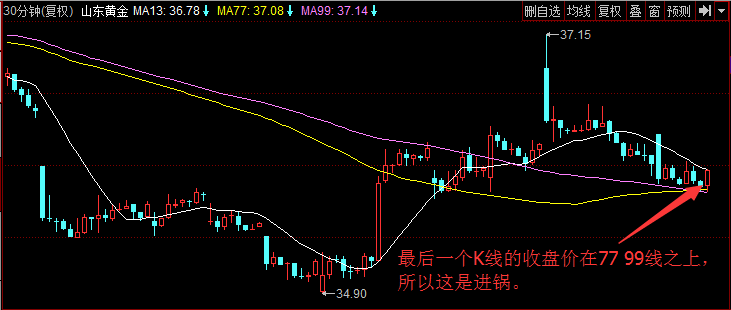 30分钟(复权) 山东黄金 MA13: 36.78↓ MA77: 37.08↓ MA99: 37.14↓ 删自选 均线 复权 叠 窗 预测
37.15
最后一个K线的收盘价在77 99线之上，
所以这是进锅。
34.90